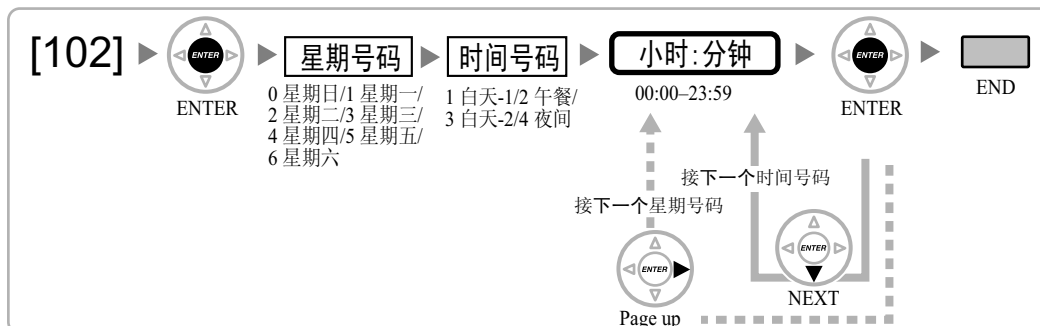 [102]
ENTER
ENTER
星期号码
0 星期日/1 星期一/
2 星期二/3 星期三/
4 星期四/5 星期五/
6 星期六
时间号码
1 白天-1/2 午餐/
3 白天-2/4 夜间
小时:分钟
00:00–23:59
ENTER
ENTER
END
接下一个时间号码
接下一个星期号码
ENTER
Page up
ENTER
NEXT